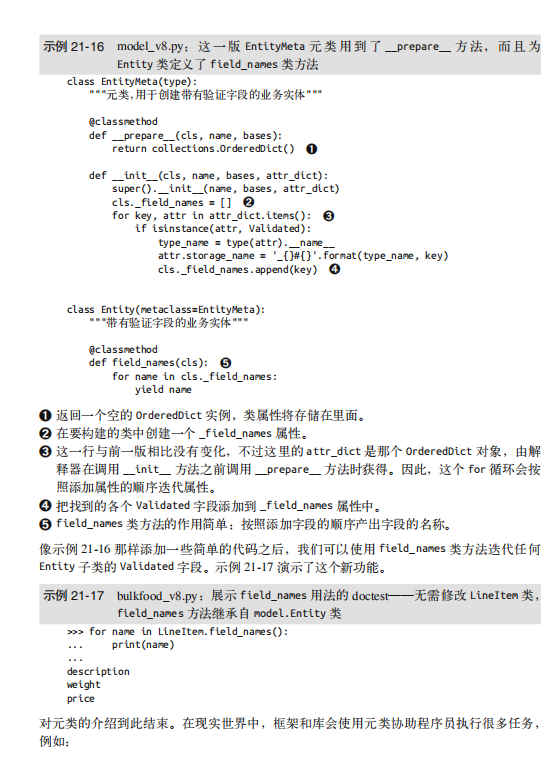 示例 21-16 model_v8.py：这一版 EntityMeta 元类用到了 __prepare__ 方法，而且为
Entity 类定义了 field_names 类方法
class EntityMeta(type):
    """元类，用于创建带有验证字段的业务实体"""
    @classmethod
    def __prepare__(cls, name, bases):
        return collections.OrderedDict() ❶
    def __init__(cls, name, bases, attr_dict):
        super().__init__(name, bases, attr_dict)
        cls._field_names = [] ❷
        for key, attr in attr_dict.items(): ❸
            if isinstance(attr, Validated):
                type_name = type(attr).__name__
                attr.storage_name = '_{}#{}'.format(type_name, key)
                cls._field_names.append(key) ❹
class Entity(metaclass=EntityMeta):
    """带有验证字段的业务实体"""
    @classmethod
    def field_names(cls): ❺
        for name in cls._field_names:
            yield name
❶ 返回一个空的 OrderedDict 实例，类属性将存储在里面。
❷ 在要构建的类中创建一个 _field_names 属性。
❸ 这一行与前一版相比没有变化，不过这里的 attr_dict 是那个 OrderedDict 对象，由解
释器在调用 __init__ 方法之前调用 __prepare__ 方法时获得。因此，这个 for 循环会按
照添加属性的顺序迭代属性。
❹ 把找到的各个 Validated 字段添加到 _field_names 属性中。
❺ field_names 类方法的作用简单：按照添加字段的顺序产出字段的名称。
像示例 21-16 那样添加一些简单的代码之后，我们可以使用 field_names 类方法迭代任何
Entity 子类的 Validated 字段。示例 21-17 演示了这个新功能。
示例 21-17 bulkfood_v8.py：展示 field_names 用法的 doctest——无需修改 LineItem 类，
field_names 方法继承自 model.Entity 类
>>> for name in LineItem.field_names():
...     print(name)
...
description
weight
price
对元类的介绍到此结束。在现实世界中，框架和库会使用元类协助程序员执行很多任务，
例如：